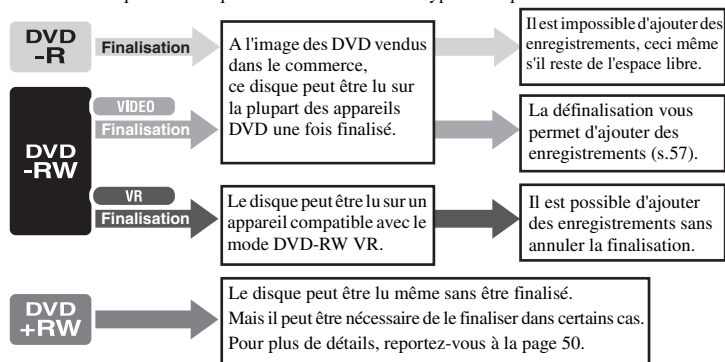 DVD
-R
Finalisation
A l'image des DVD vendus
dans le commerce,
ce disque peut être lu sur
la plupart des appareils
DVD une fois finalisé.
Il est impossible d'ajouter des
enregistrements, ceci même
s'il reste de l'espace libre.
DVD
-RW
VIDEO
Finalisation
La définalisation vous
permet d'ajouter des
enregistrements (s.57).
VR
Finalisation
Le disque peut être lu sur un
appareil compatible avec le
mode DVD-RW VR.
Il est possible d'ajouter
des enregistrements sans
annuler la finalisation.
DVD
+RW
Le disque peut être lu même sans être finalisé.
Mais il peut être nécessaire de le finaliser dans certains cas.
Pour plus de détails, reportez-vous à la page 50.